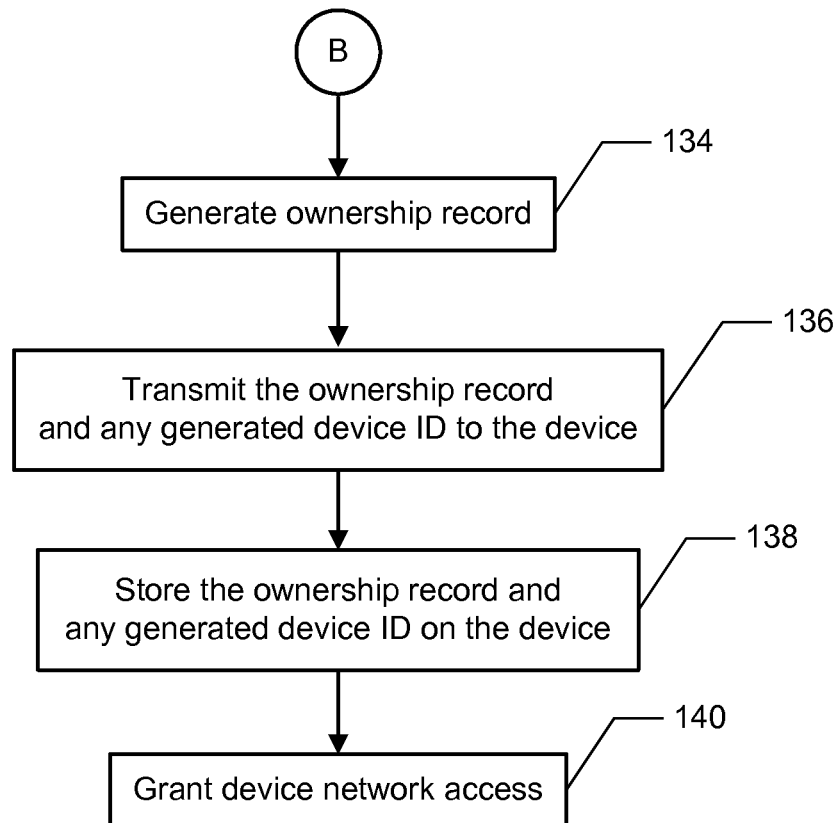 B
134
Generate ownership record
136
Transmit the ownership record
and any generated device ID to the device
138
Store the ownership record and
any generated device ID on the device
140
Grant device network access